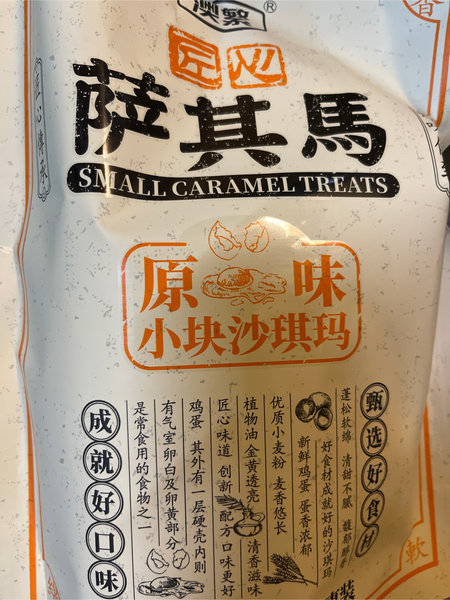 澳繁®
匠心
萨其馬
SMALL CARAMEL TREATS
匠心傳承
原味
小块沙琪玛
甄选好食材
蓬松软绵 清甜不腻
好食材成就好的沙琪玛
新鲜鸡蛋 蛋香浓郁
优质小麦粉 麦香悠长
植物油 金黄透亮 清香滋味
匠心味道 创新配方 口味更好
鸡蛋 其外有一层硬壳 内则
有气室 卵白及卵黄部分
是常食用的食物之一
成就好口味
香
軟
装